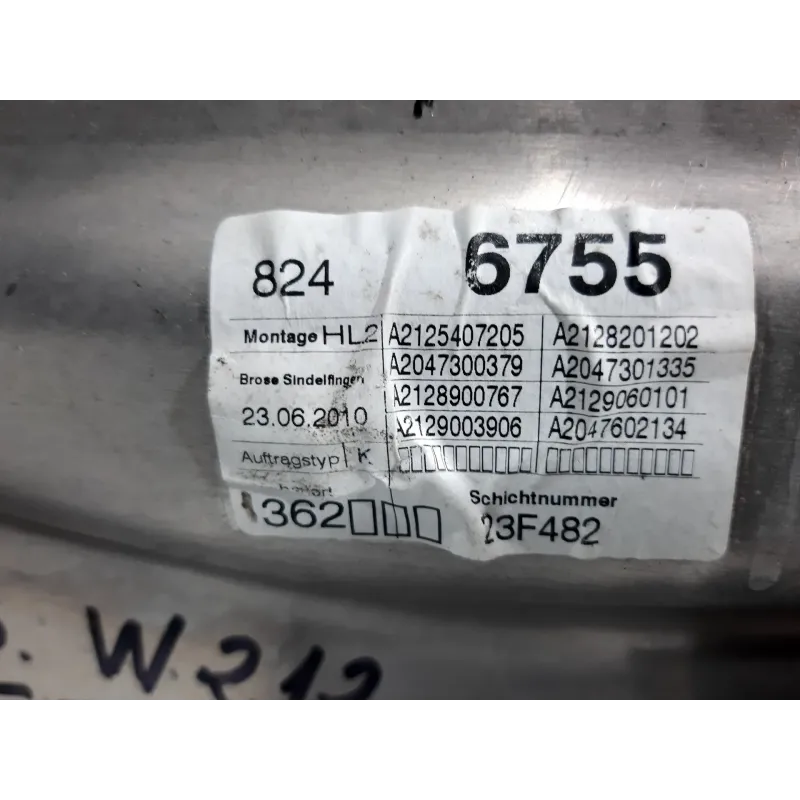 824 6755
Montage HL2 A2125407205 A2128201202
A2047300379 A2047301335
Brose Sindelfingen
A2128900767 A2129060101
23.06.2010
A2129003906 A2047602134
Auftragstyp K
Schichtnummer
362 23F482
W.212